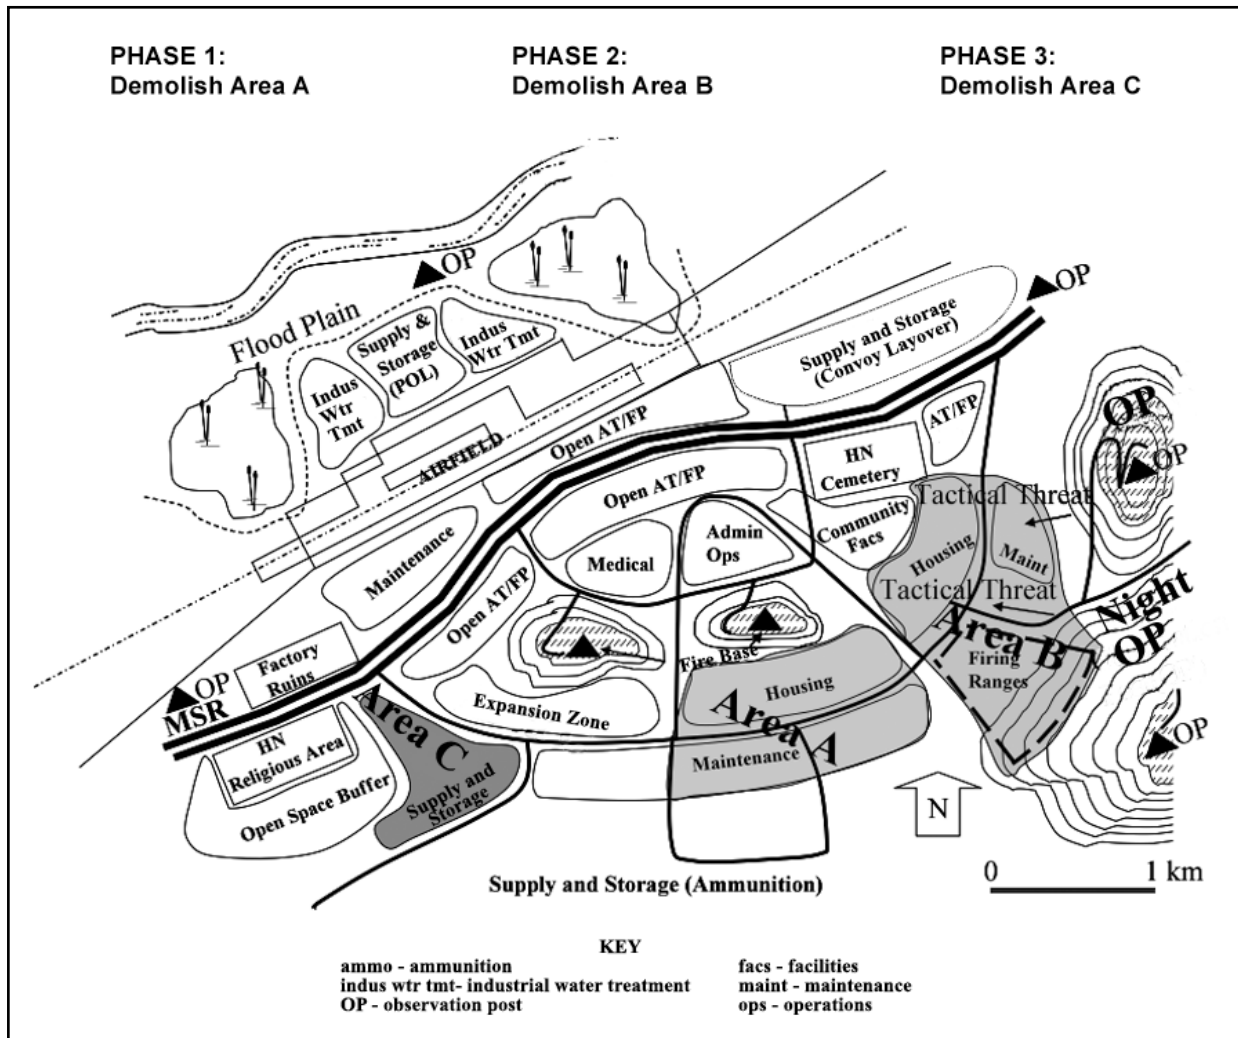 PHASE 1:
Demolish Area A
PHASE 2:
Demolish Area B
PHASE 3:
Demolish Area C
OP
Flood Plain
Supply &
Storage
(POL)
Indus
Wtr Tmt
Indus
Wtr
Tmt
AIRFIELD
Supply and Storage
(Convoy Layover)
OP
Open AT/FP
AT/FP
OP
OP
HN
Cemetery
Open AT/FP
Tactical Threat
Community
Facs
Housing
Maint
Admin
Ops
Medical
Maintenance
Open AT/FP
Tactical Threat
Night
OP
Area B
Firing
Ranges
Fire Base
Housing
Area A
Maintenance
Expansion Zone
Factory
Ruins
OP
MSR
HN
Religious Area
Open Space Buffer
Area C
Supply and
Storage
OP
N
0 1 km
Supply and Storage (Ammunition)
KEY
ammo - ammunition
indus wtr tmt- industrial water treatment
OP - observation post
facs - facilities
maint - maintenance
ops - operations